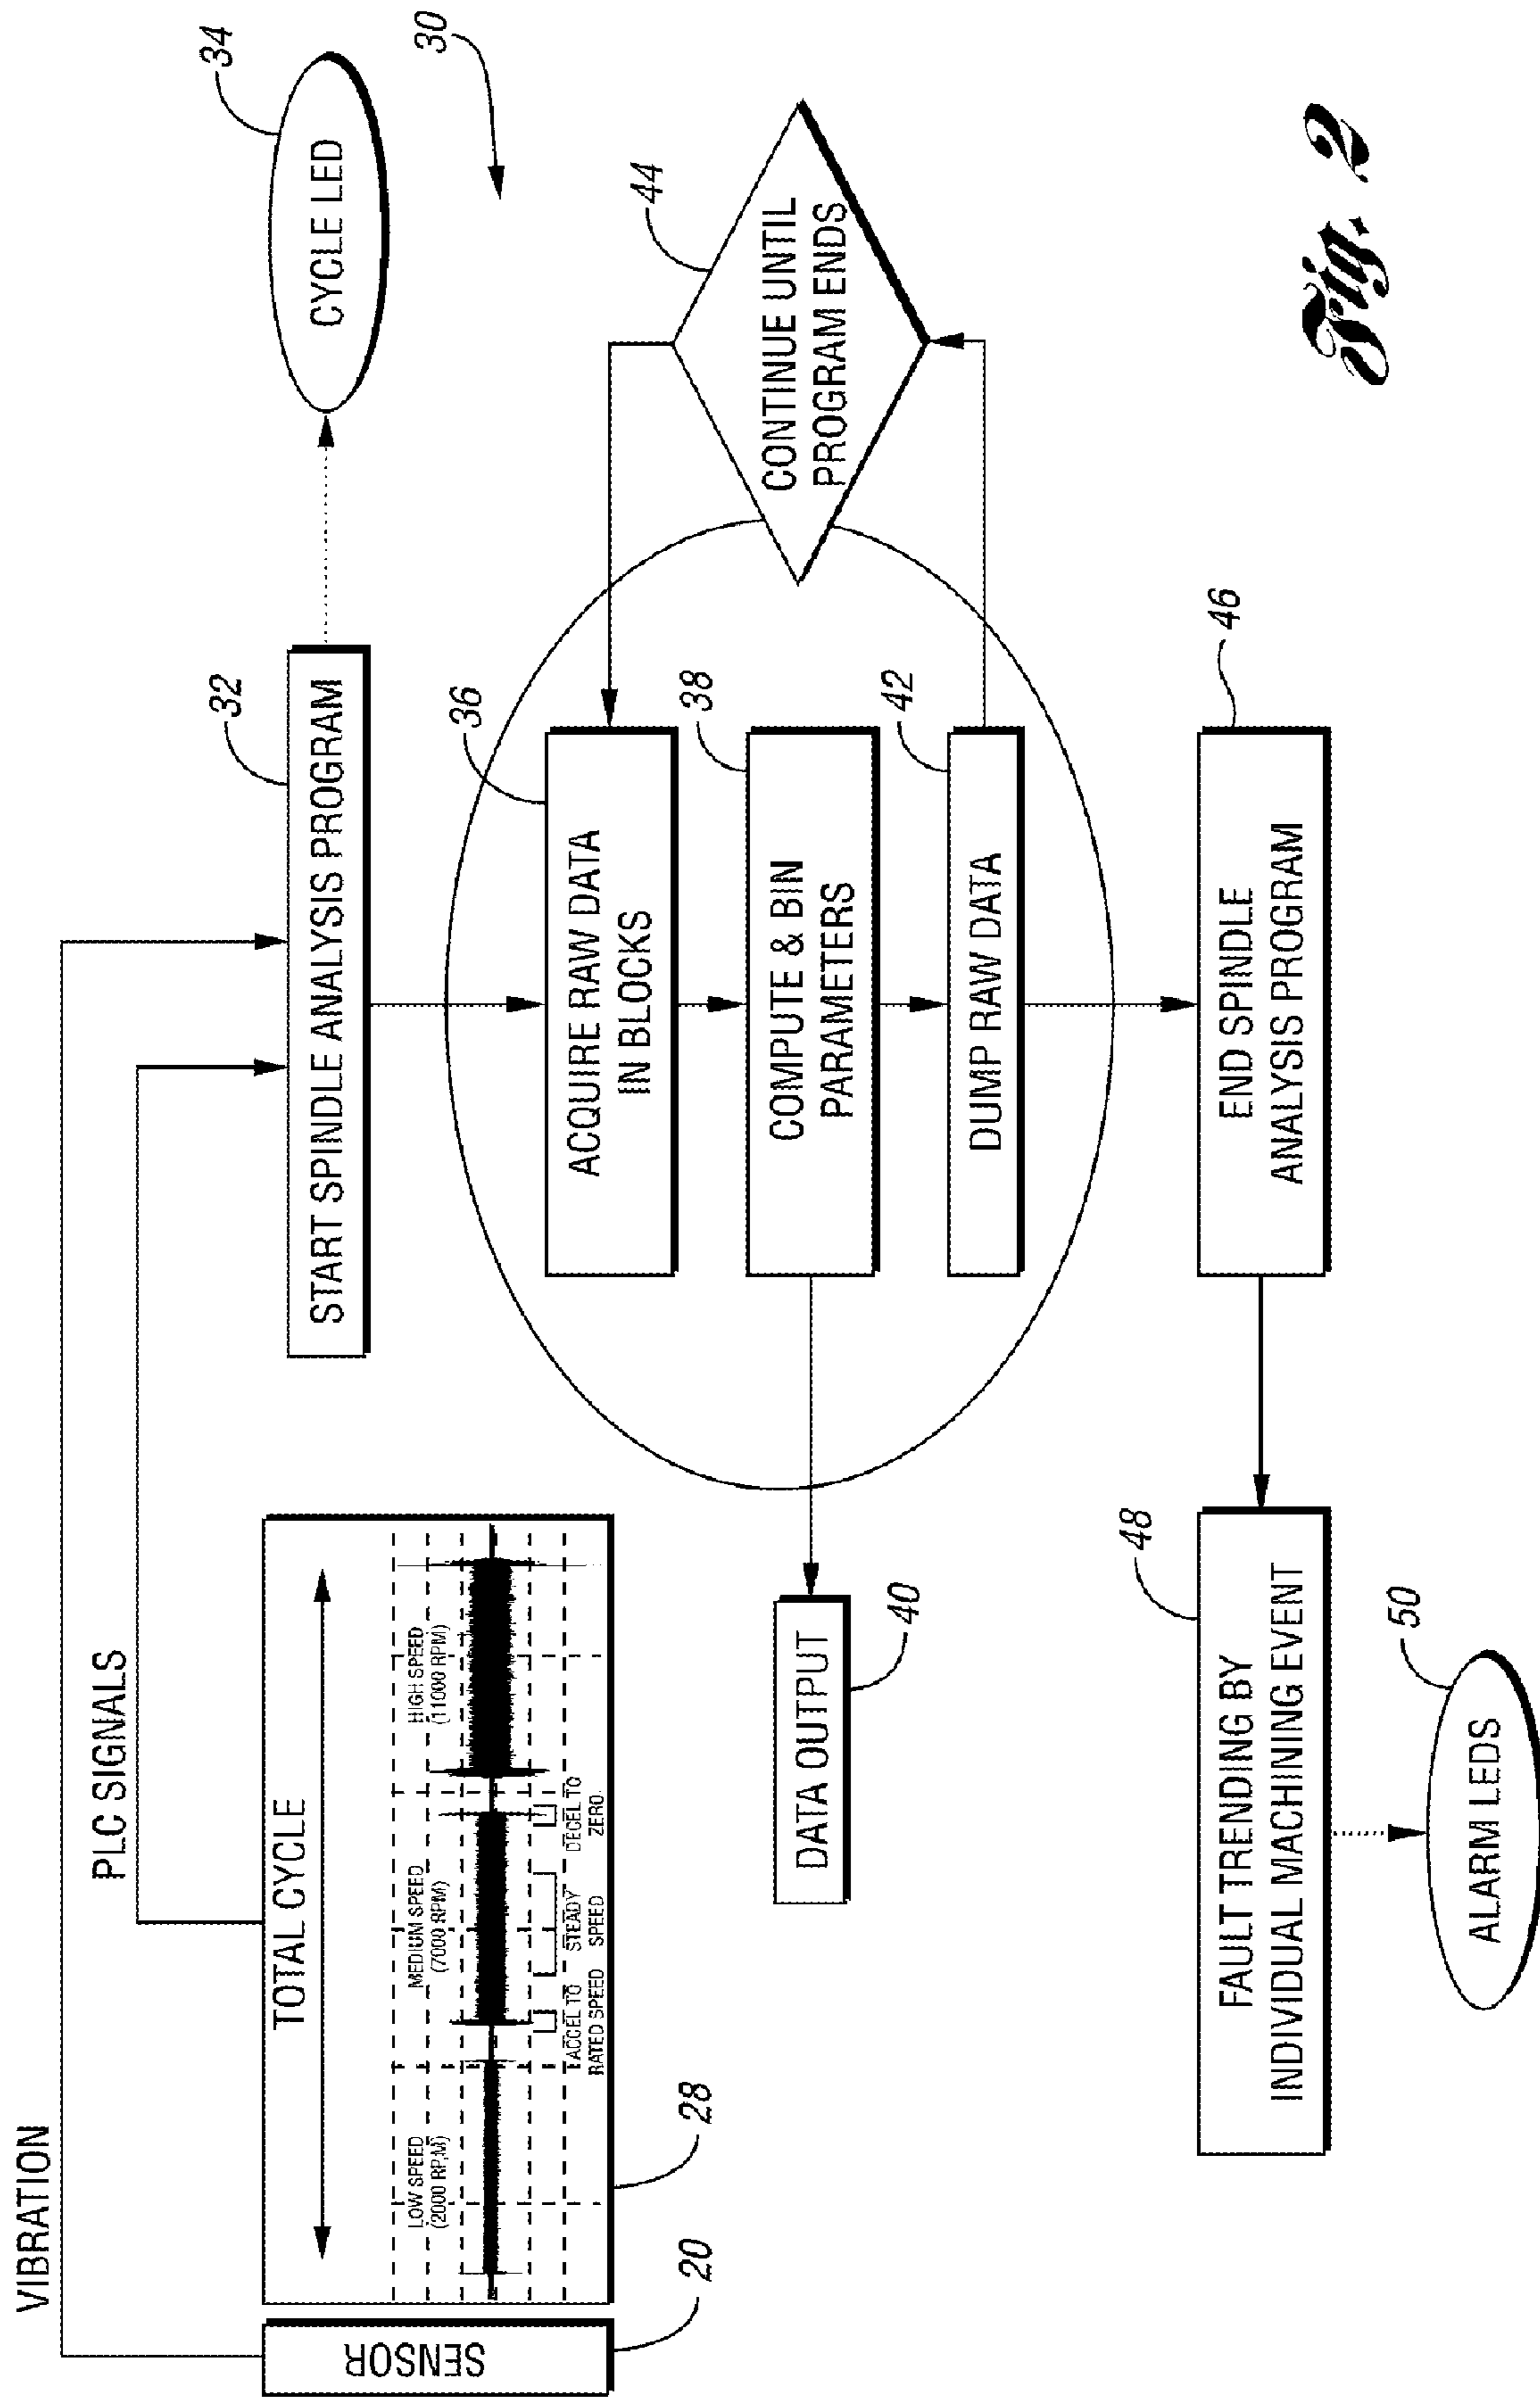 VIBRATION
PLC SIGNALS
SENSOR
20
TOTAL CYCLE
LOW SPEED
(2000 RP,M)
MEDIUM SPEED
(7000 RPM)
HIGH SPEED
(11000 RPM)
ACCEL TO
RATED SPEED
STEADY
SPEED
DECEL TO
ZERO
28
START SPINDLE ANALYSIS PROGRAM
32
CYCLE LED
34
30
ACQUIRE RAW DATA
IN BLOCKS
36
COMPUTE & BIN
PARAMETERS
38
DATA OUTPUT
40
DUMP RAW DATA
42
CONTINUE UNTIL
PROGRAM ENDS
44
END SPINDLE
ANALYSIS PROGRAM
46
FAULT TRENDING BY
INDIVIDUAL MACHINING EVENT
48
ALARM LEDS
50
Fig. 2